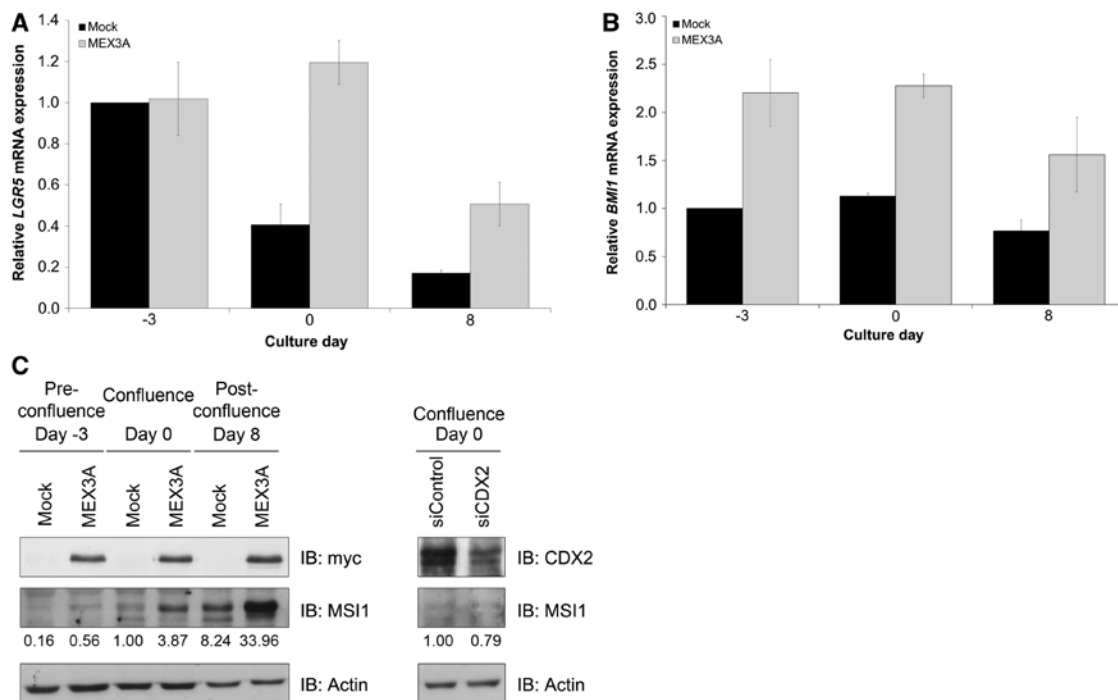 A
Mock
MEX3A
Relative LGR5 mRNA expression
1.4
1.2
1.0
0.8
0.6
0.4
0.2
0.0
-3
0
8
Culture day
B
Mock
MEX3A
Relative BMI1 mRNA expression
3.0
2.5
2.0
1.5
1.0
0.5
0.0
-3
0
8
Culture day
C
Pre-
confluence
Day -3
Confluence
Day 0
Post-
confluence
Day 8
Mock
MEX3A
Mock
MEX3A
Mock
MEX3A
IB: myc
IB: MSI1
0.16 0.56 1.00 3.87 8.24 33.96
IB: Actin
Confluence
Day 0
siControl
siCDX2
IB: CDX2
IB: MSI1
1.00 0.79
IB: Actin